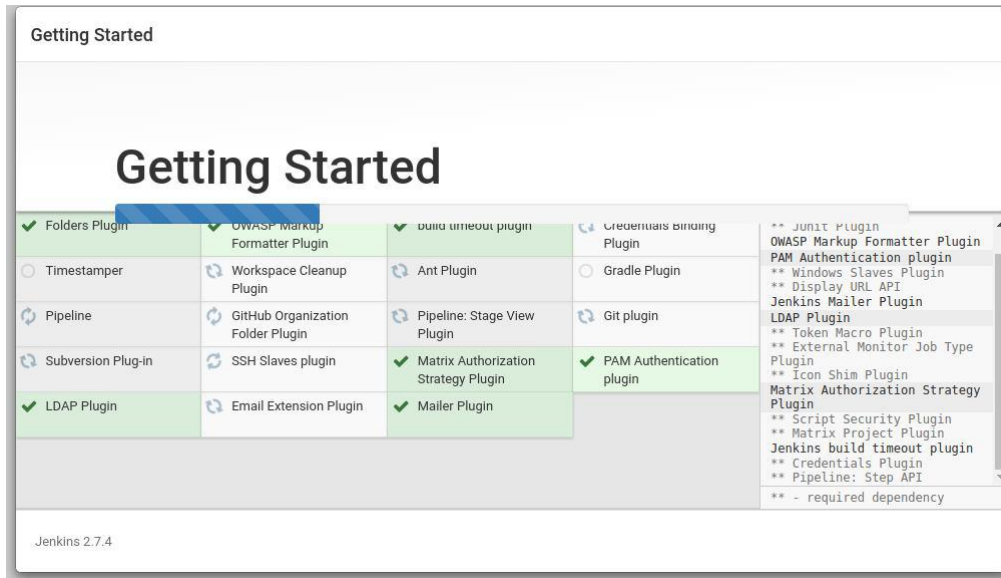 Getting Started
Getting Started
Folders Plugin
OWASP Markup
Formatter Plugin
build timeout plugin
Credentials Binding
Plugin
Timestamper
Workspace Cleanup
Plugin
Ant Plugin
Gradle Plugin
Pipeline
GitHub Organization
Folder Plugin
Pipeline: Stage View
Plugin
Git plugin
Subversion Plug-in
SSH Slaves plugin
Matrix Authorization
Strategy Plugin
PAM Authentication
plugin
LDAP Plugin
Email Extension Plugin
Mailer Plugin
** JUnit Plugin
OWASP Markup Formatter Plugin
PAM Authentication plugin
** Windows Slaves Plugin
** Display URL API
Jenkins Mailer Plugin
LDAP Plugin
** Token Macro Plugin
** External Monitor Job Type
Plugin
** Icon Shim Plugin
Matrix Authorization Strategy
Plugin
** Script Security Plugin
** Matrix Project Plugin
Jenkins build timeout plugin
** Credentials Plugin
** Pipeline: Step API
** - required dependency
Jenkins 2.7.4